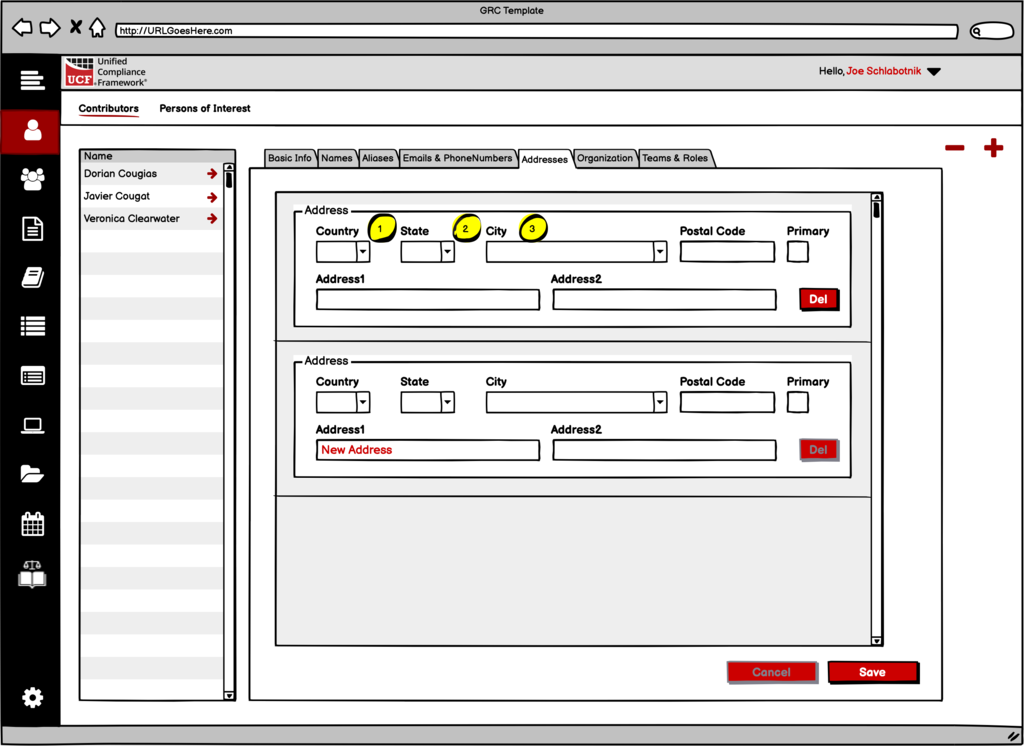 GRC Template
http://URLGoesHere.com
Unified
Compliance
Framework®
UCF
Hello, Joe Schlabotnik
Contributors Persons of Interest
Name
Dorian Cougias
Javier Cougat
Veronica Clearwater
Basic Info Names Aliases Emails & PhoneNumbers Addresses Organization Teams & Roles
Address
Country 1 State 2 City 3 Postal Code Primary
Address1 Address2
Del
Address
Country State City Postal Code Primary
Address1 Address2
New Address Del
Cancel Save